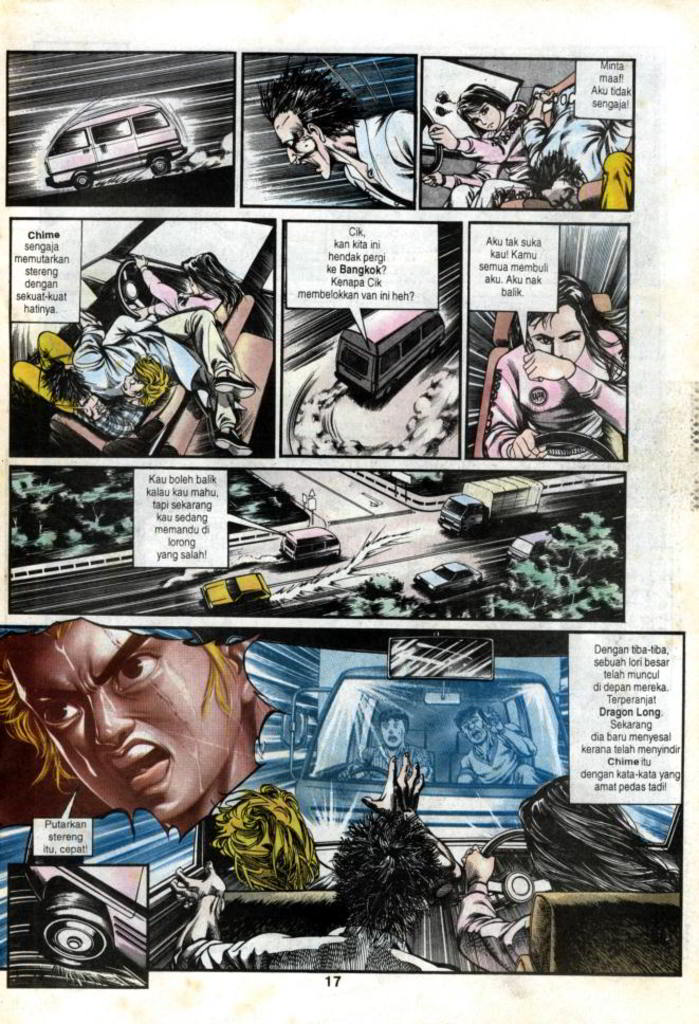 Minta
maaf!
Aku tidak
sengaja!
Chime
sengaja
memutarkan
stereng
dengan
sekuat-kuat
hatinya.
Cik,
kan kita ini
hendak pergi
ke Bangkok?
Kenapa Cik
membelokkan van ini heh?
Aku tak suka
kau! Kamu
semua membuli
aku. Aku nak
balik.
Kau boleh balik
kalau kau mahu,
tapi sekarang
kau sedang
memandu di
lorong
yang salah!
Dengan tiba-tiba,
sebuah lori besar
telah muncul
di depan mereka.
Terperanjat
Dragon Long.
Sekarang
dia baru menyesal
kerana telah menyindir
Chime itu
dengan kata-kata yang
amat pedas tadi!
Putarkan
stereng
itu, cepat!
17